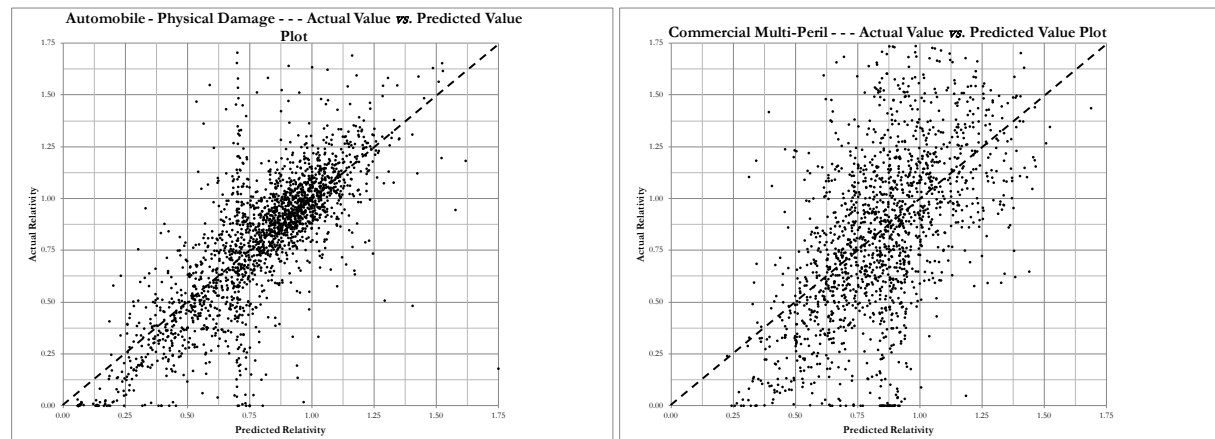 Automobile - Physical Damage - - - Actual Value vs. Predicted Value
Plot
1.75
1.50
1.25
1.00
0.75
0.50
0.25
0.00
Actual Relativity
0.00 0.25 0.50 0.75 1.00 1.25 1.50 1.75
Predicted Relativity
Commercial Multi-Peril - - - Actual Value vs. Predicted Value Plot
1.75
1.50
1.25
1.00
0.75
0.50
0.25
0.00
Actual Relativity
0.00 0.25 0.50 0.75 1.00 1.25 1.50 1.75
Predicted Relativity